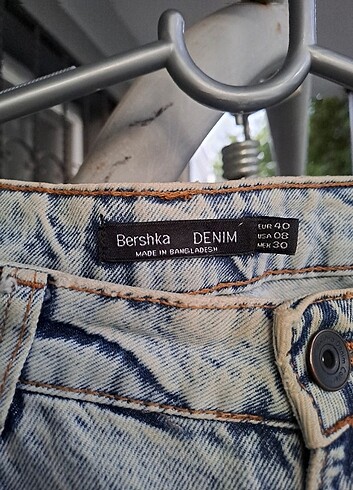 Bershka DENIM
MADE IN BANGLADESH
EUR 40
USA 08
MEX 30